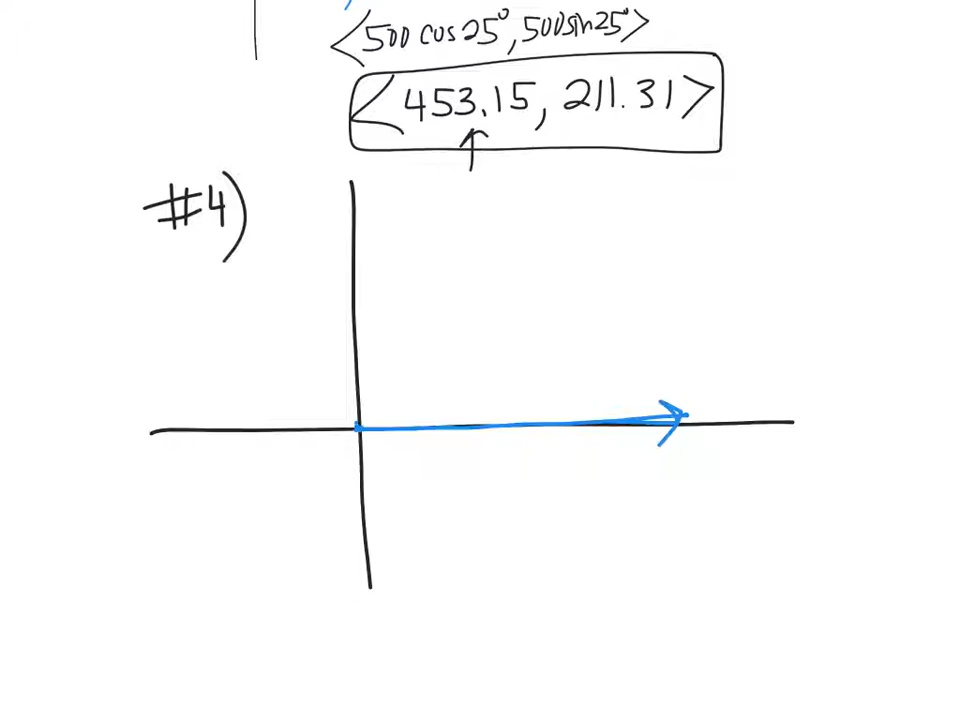 <500 cos 25°, 500 sin 25°>
<453.15, 211.31>
#4)